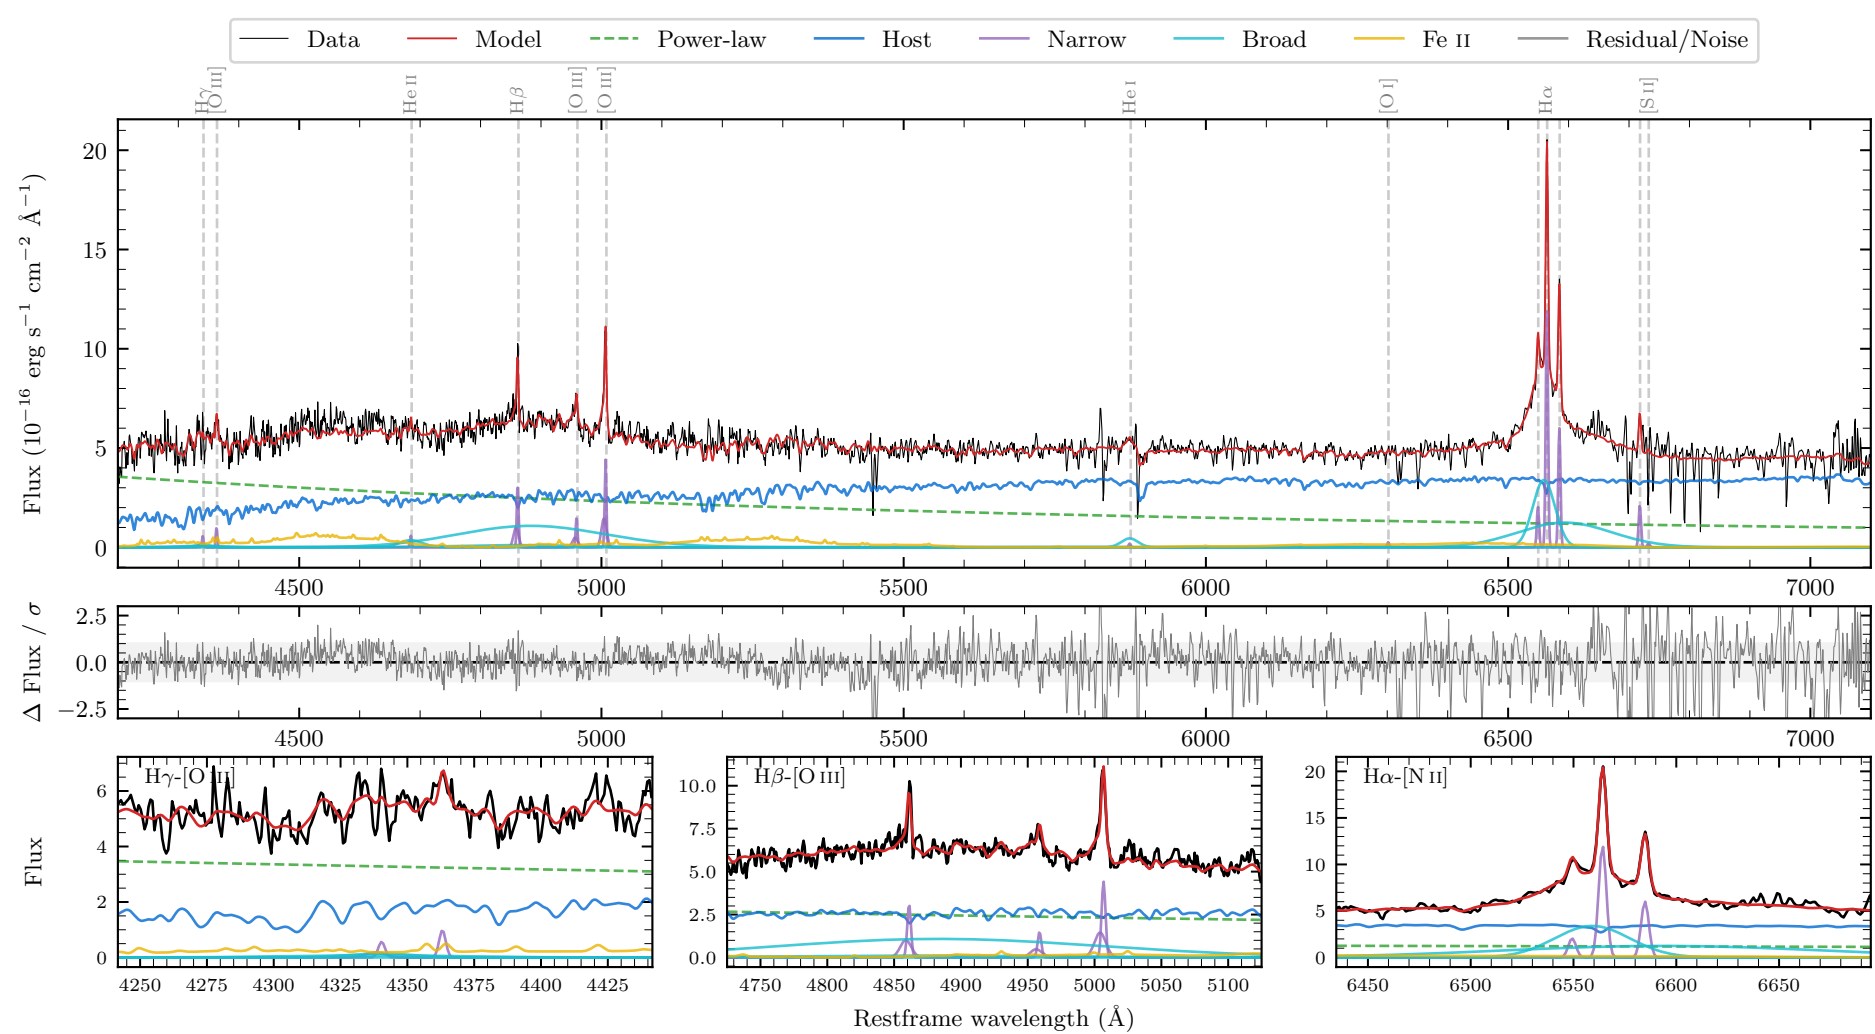 Data Model Power-law Host Narrow Broad Fe II Residual/Noise
Hγ [O III] He II Hβ [O III] [O III] He I [O I] Hα [S II]
Flux (10⁻¹⁶ erg s⁻¹ cm⁻² Å⁻¹)
20
15
10
5
0
4500 5000 5500 6000 6500 7000
Δ Flux / σ
2.5
0.0
−2.5
4500 5000 5500 6000 6500 7000
Flux
Hγ-[O III]
6
4
2
0
4250 4275 4300 4325 4350 4375 4400 4425
Hβ-[O III]
10.0
7.5
5.0
2.5
0.0
4750 4800 4850 4900 4950 5000 5050 5100
Hα-[N II]
20
15
10
5
0
6450 6500 6550 6600 6650
Restframe wavelength (Å)